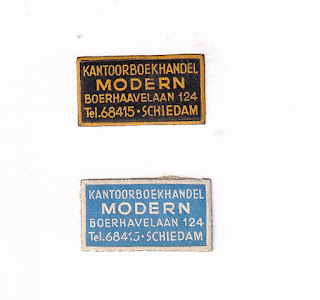 KANTOORBOEKHANDEL
MODERN
BOERHAAVELAAN 124
Tel. 68415 · SCHIEDAM
KANTOORBOEKHANDEL
MODERN
BOERHAVELAAN 124
Tel. 68415 · SCHIEDAM